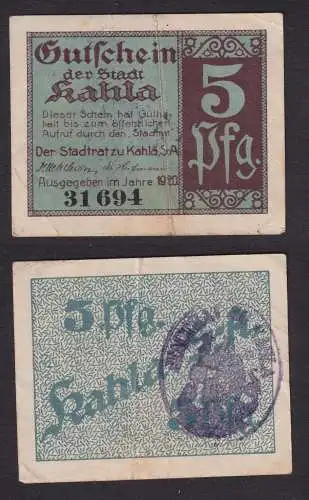 Gutschein
der Stadt
Kahla
Dieser Schein hat Gültig-
keit bis zum öffentlichen
Aufruf durch den Stadtrat.
Der Stadtrat zu Kahla, S/A.
Ausgegeben im Jahre 1920
31694
5
Pfg.
5 Pfg.
Kahla